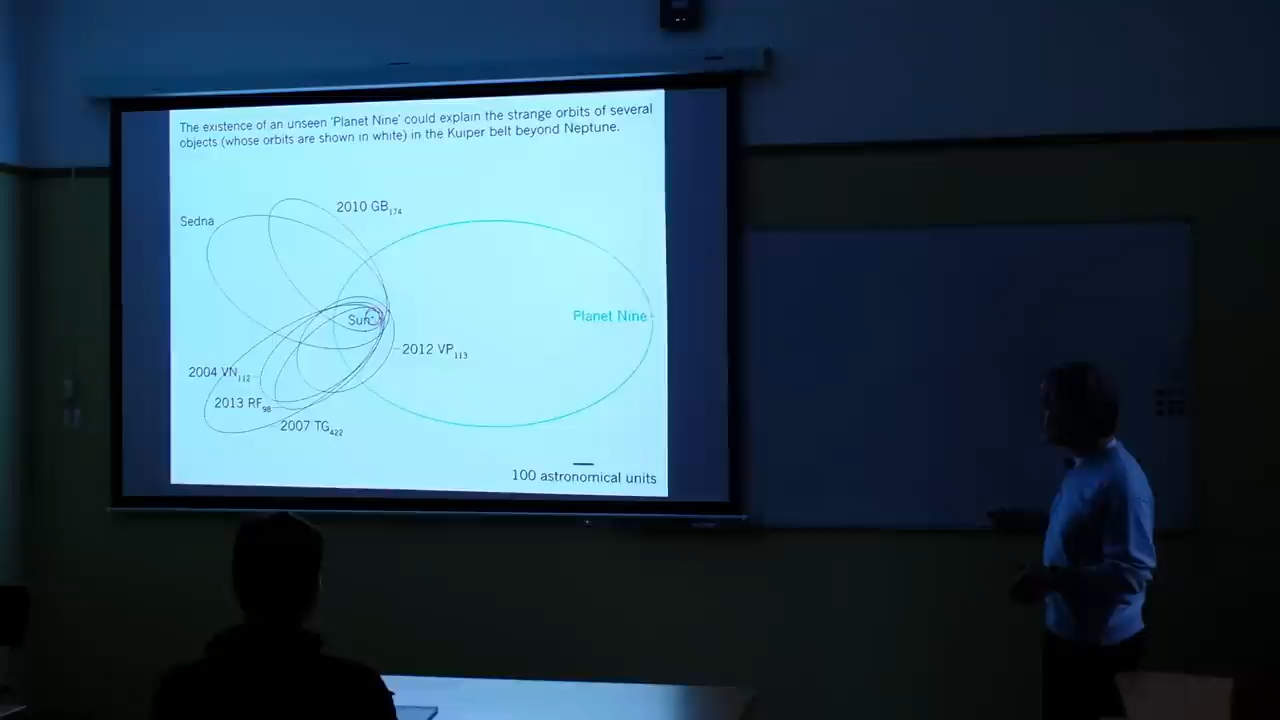 The existence of an unseen 'Planet Nine' could explain the strange orbits of several
objects (whose orbits are shown in white) in the Kuiper belt beyond Neptune.
2010 GB174
Sedna
Planet Nine
Sun
2012 VP113
2004 VN112
2013 RF98
2007 TG422
100 astronomical units